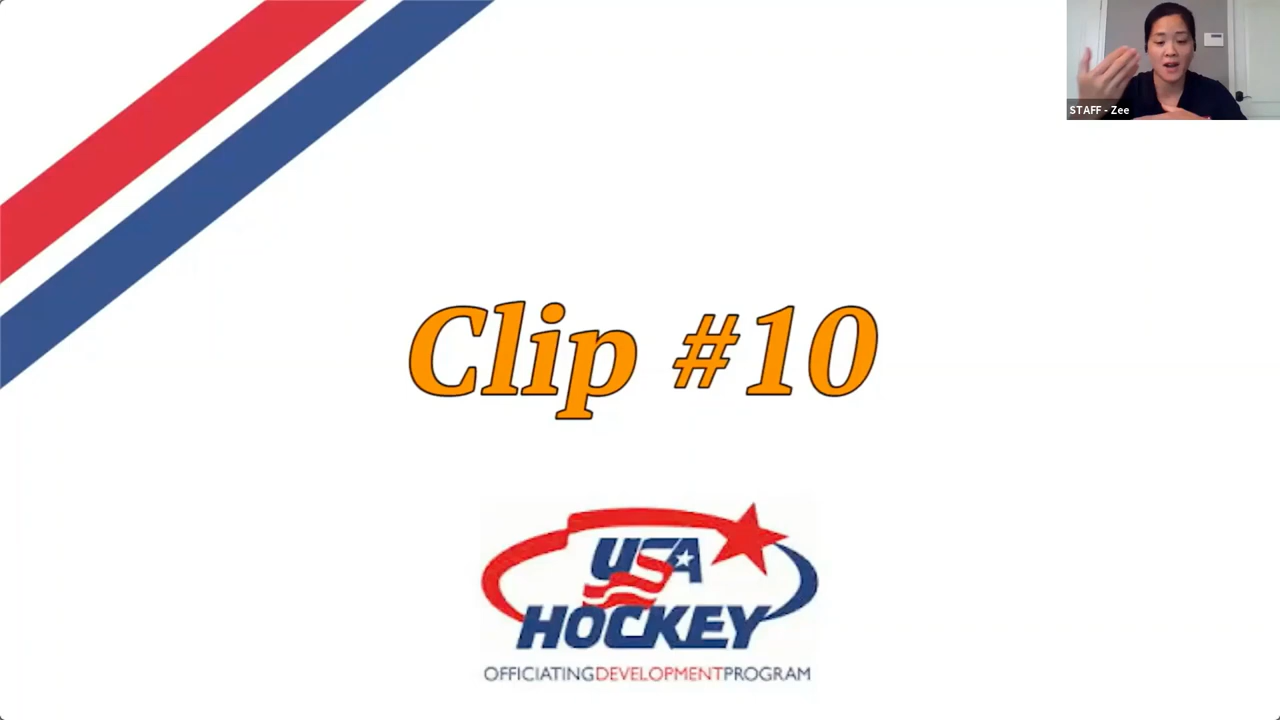 STAFF - Zee
Clip #10
USA
HOCKEY
OFFICIATINGDEVELOPMENTPROGRAM